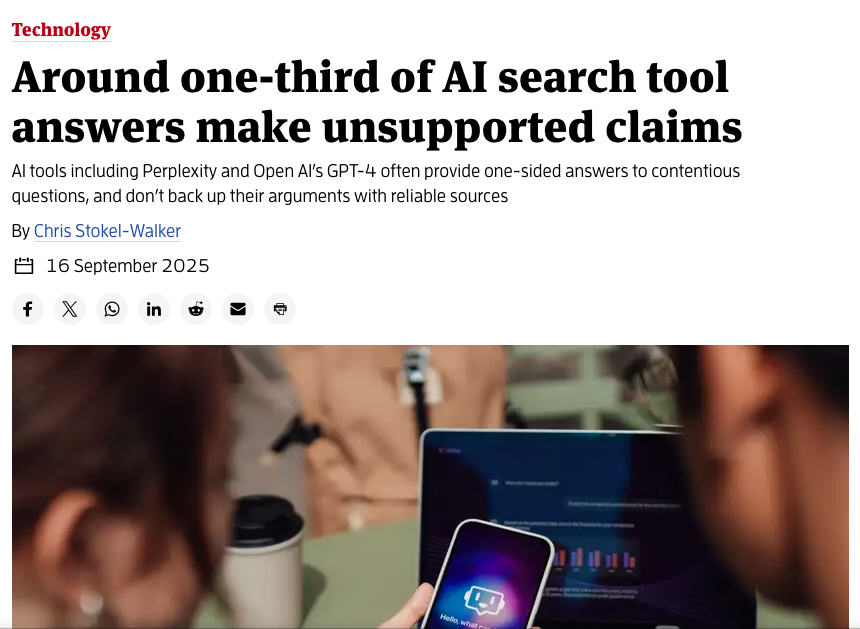 Technology
Around one-third of AI search tool
answers make unsupported claims
AI tools including Perplexity and Open AI's GPT-4 often provide one-sided answers to contentious
questions, and don't back up their arguments with reliable sources
By Chris Stokel-Walker
16 September 2025
Hello, what